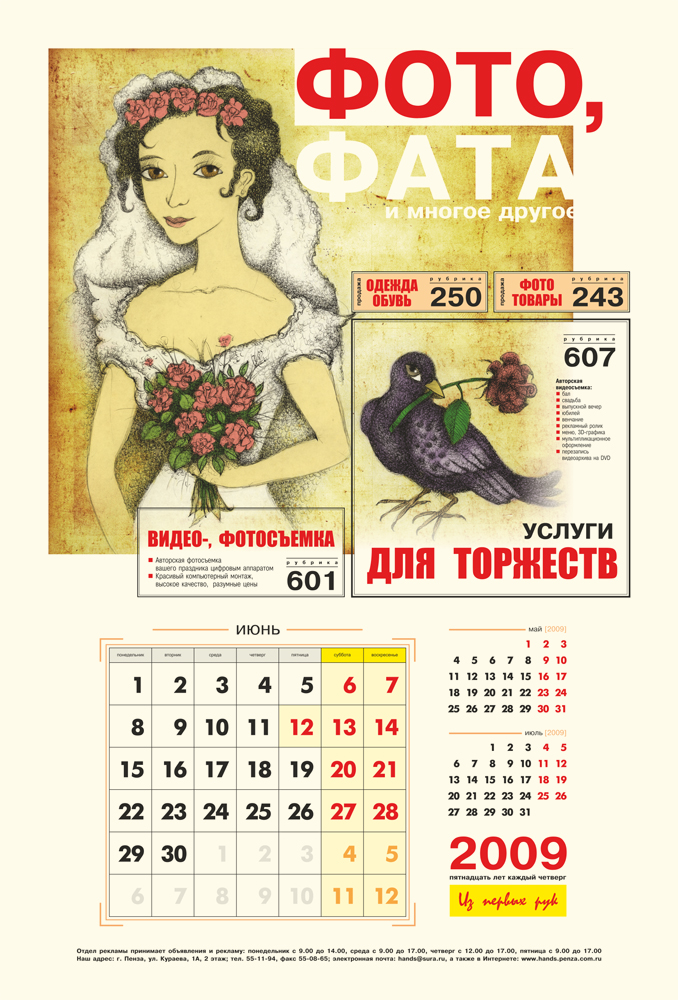 ФОТО,
ФАТА
и многое другое
продажа
ОДЕЖДА
ОБУВЬ
рубрика
250
продажа
ФОТО
ТОВАРЫ
рубрика
243
рубрика
607
Авторская
видеосъемка:
бал
свадьба
выпускной вечер
юбилей
венчание
рекламный ролик
меню, 3D-графика
мультипликационное
оформление
перезапись
видеоархива на DVD
УСЛУГИ
ДЛЯ ТОРЖЕСТВ
ВИДЕО-, ФОТОСЪЕМКА
Авторская фотосъемка
вашего праздника цифровым аппаратом
Красивый компьютерный монтаж,
высокое качество, разумные цены
рубрика
601
ИЮНЬ
понедельник вторник среда четверг пятница суббота воскресенье
1 2 3 4 5 6 7
8 9 10 11 12 13 14
15 16 17 18 19 20 21
22 23 24 25 26 27 28
29 30 1 2 3 4 5
6 7 8 9 10 11 12
май [2009]
1 2 3
4 5 6 7 8 9 10
11 12 13 14 15 16 17
18 19 20 21 22 23 24
25 26 27 28 29 30 31
июль [2009]
1 2 3 4 5
6 7 8 9 10 11 12
13 14 15 16 17 18 19
20 21 22 23 24 25 26
27 28 29 30 31
2009
пятнадцать лет каждый четверг
Из первых рук
Отдел рекламы принимает объявления и рекламу: понедельник с 9.00 до 14.00, среда с 9.00 до 17.00, четверг с 12.00 до 17.00, пятница с 9.00 до 17.00
Наш адрес: г. Пенза, ул. Кураева, 1А, 2 этаж; тел. 55-11-94, факс 55-08-65; электронная почта: hands@sura.ru, а также в Интернете: www.hands.penza.com.ru